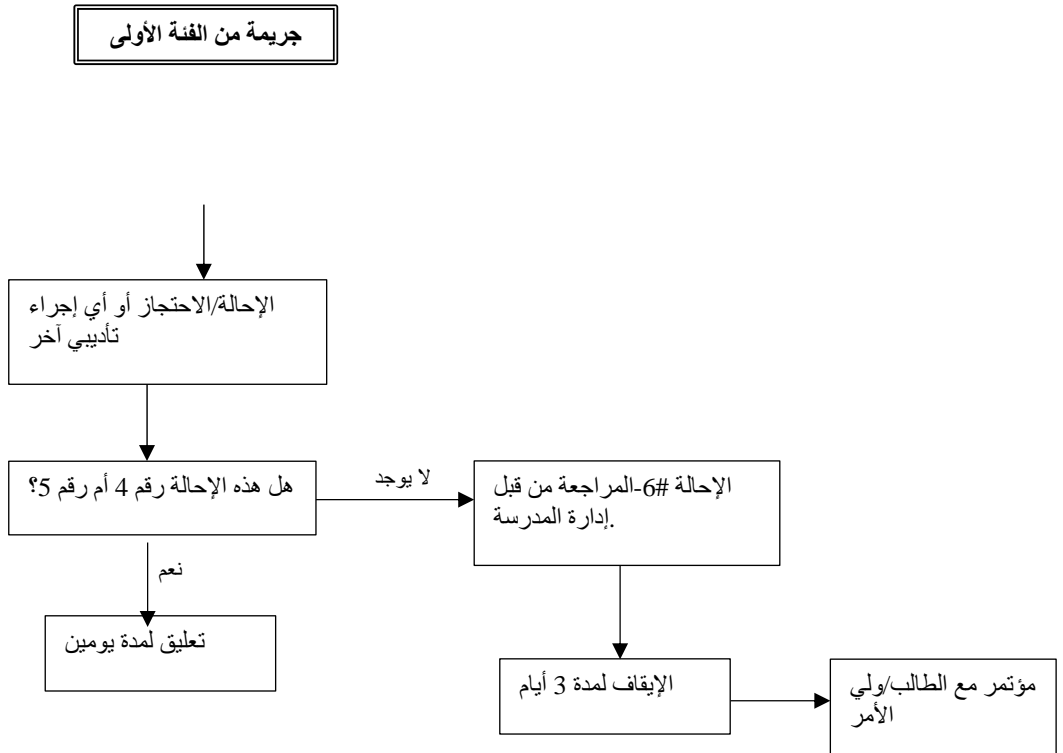 جريمة من الفئة الأولى
الإحالة/الاحتجاز أو أي إجراء
تأديبي آخر
هل هذه الإحالة رقم 4 أم رقم 5؟
لا يوجد
الإحالة #6-المراجعة من قبل
إدارة المدرسة.
نعم
تعليق لمدة يومين
الإيقاف لمدة 3 أيام
مؤتمر مع الطالب/ولي
الأمر